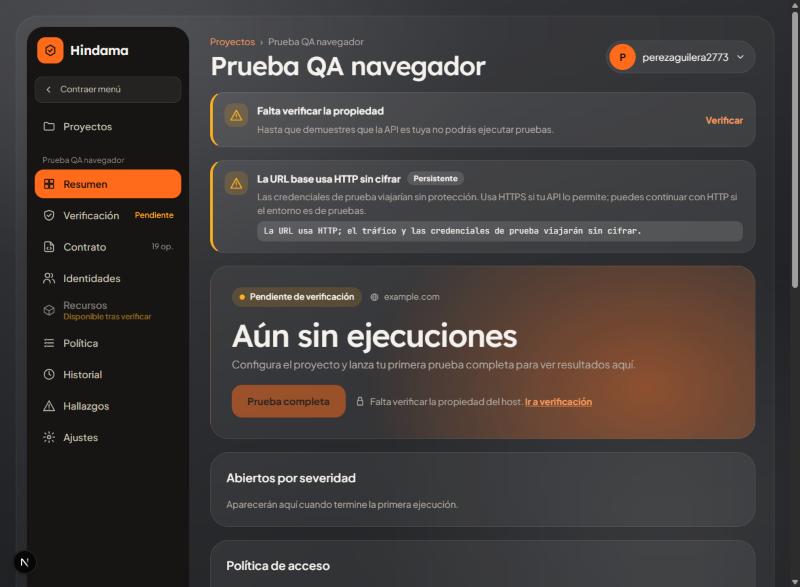 Hindama
Contraer menú
Proyectos
Prueba QA navegador
Resumen
Verificación Pendiente
Contrato 19 op.
Identidades
Recursos
Disponible tras verificar
Política
Historial
Hallazgos
Ajustes
N
Proyectos › Prueba QA navegador
Prueba QA navegador
P perezaguilera2773
Falta verificar la propiedad
Hasta que demuestres que la API es tuya no podrás ejecutar pruebas.
Verificar
La URL base usa HTTP sin cifrar Persistente
Las credenciales de prueba viajarían sin protección. Usa HTTPS si tu API lo permite; puedes continuar con HTTP si
el entorno es de pruebas.
La URL usa HTTP; el tráfico y las credenciales de prueba viajarán sin cifrar.
Pendiente de verificación example.com
Aún sin ejecuciones
Configura el proyecto y lanza tu primera prueba completa para ver resultados aquí.
Prueba completa Falta verificar la propiedad del host. Ir a verificación
Abiertos por severidad
Aparecerán aquí cuando termine la primera ejecución.
Política de acceso